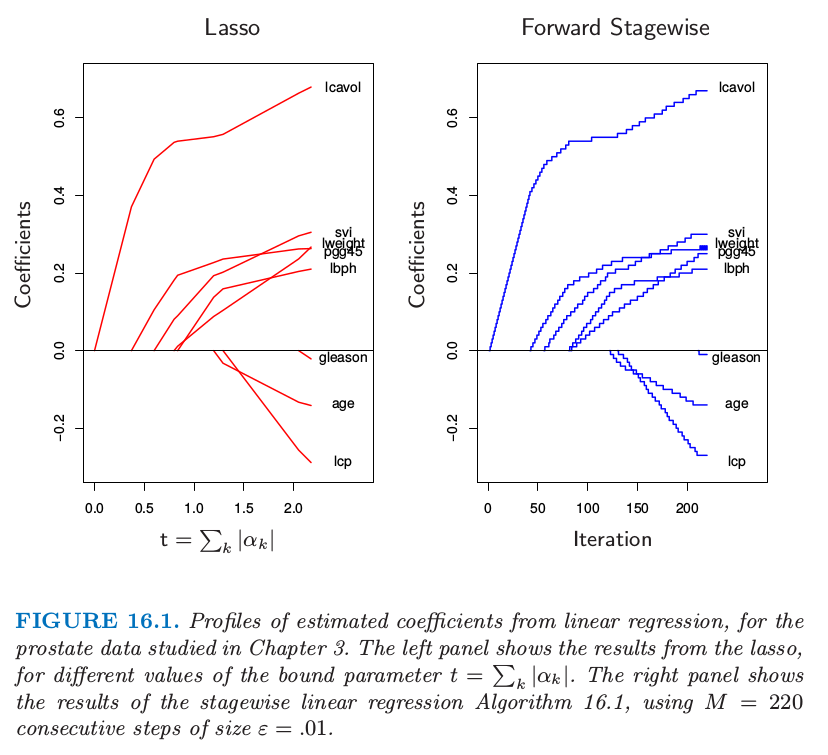 Lasso
Forward Stagewise
Coefficients
0.6
0.4
0.2
0.0
−0.2
lcavol
svi
lweight
pgg45
lbph
gleason
age
lcp
0.0 0.5 1.0 1.5 2.0
t = ∑k |αk|
Coefficients
0.6
0.4
0.2
0.0
−0.2
lcavol
svi
lweight
pgg45
lbph
gleason
age
lcp
0 50 100 150 200
Iteration
FIGURE 16.1. Profiles of estimated coefficients from linear regression, for the
prostate data studied in Chapter 3. The left panel shows the results from the lasso,
for different values of the bound parameter t = ∑k |αk|. The right panel shows
the results of the stagewise linear regression Algorithm 16.1, using M = 220
consecutive steps of size ε = .01.